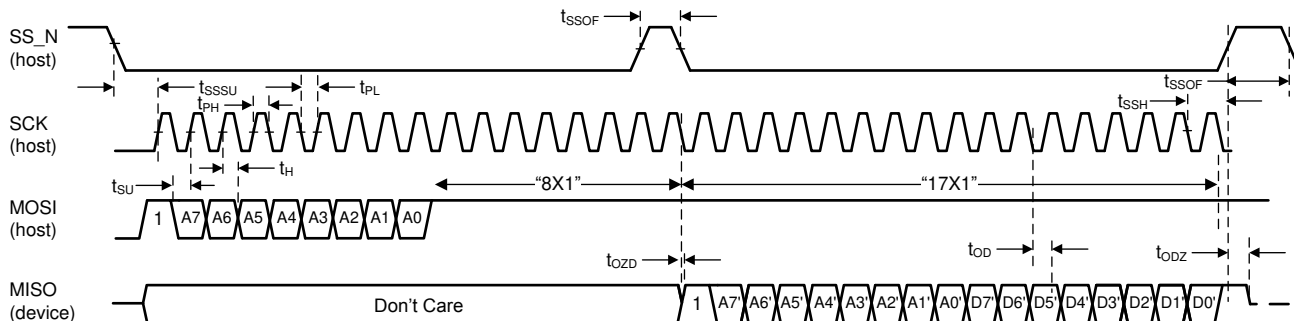 SS_N
(host)
tSSOF
tSSOF
tSSSU
tPL
tPH
tSSH
SCK
(host)
tH
tSU
“8X1”
“17X1”
MOSI
(host)
1 A7 A6 A5 A4 A3 A2 A1 A0
tOZD
tOD
tODZ
MISO
(device)
Don't Care
1 A7' A6' A5' A4' A3' A2' A1' A0' D7' D6' D5' D4' D3' D2' D1' D0'